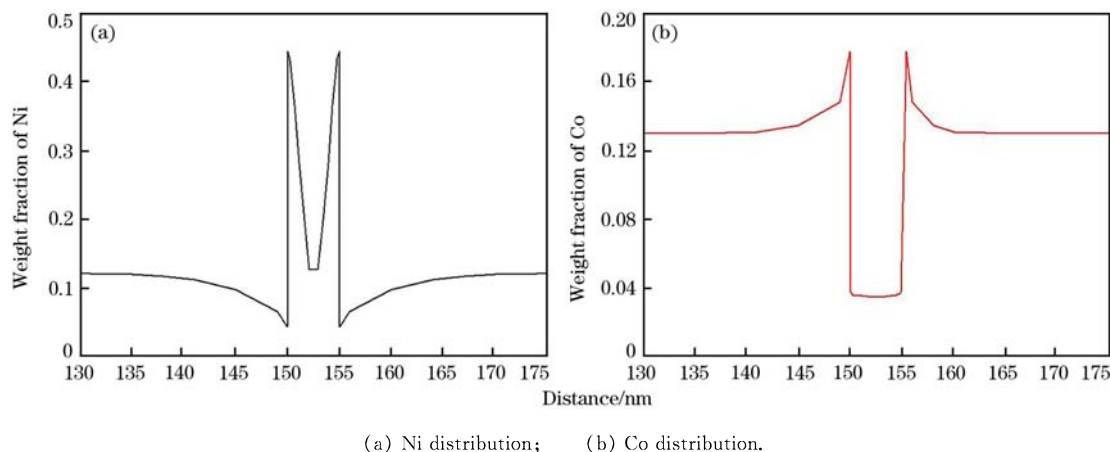 (a)
0.5
0.4
0.3
0.2
0.1
0
Weight fraction of Ni
130 135 140 145 150 155 160 165 170 175
(b)
0.20
0.16
0.12
0.08
0.04
0
Weight fraction of Co
130 135 140 145 150 155 160 165 170 175
Distance/nm
(a) Ni distribution; (b) Co distribution.